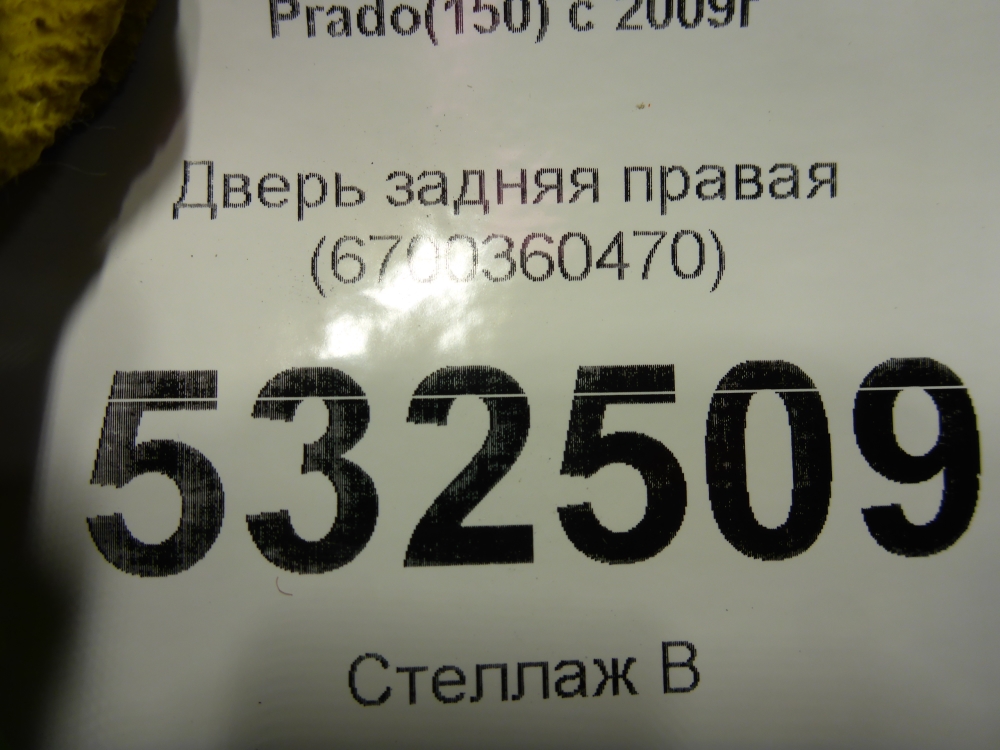 Prado(150) с 2009г
Дверь задняя правая
(6700360470)
532509
Стеллаж В